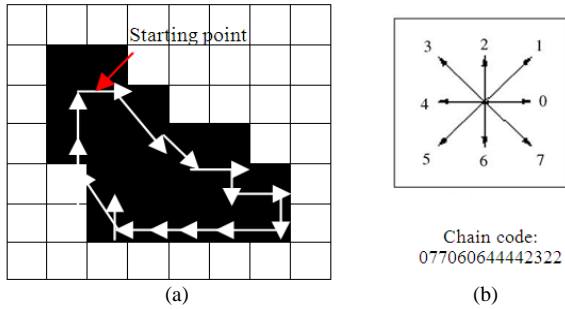 Starting point
3 2 1
4 0
5 6 7
Chain code:
077060644442322
(a) (b)